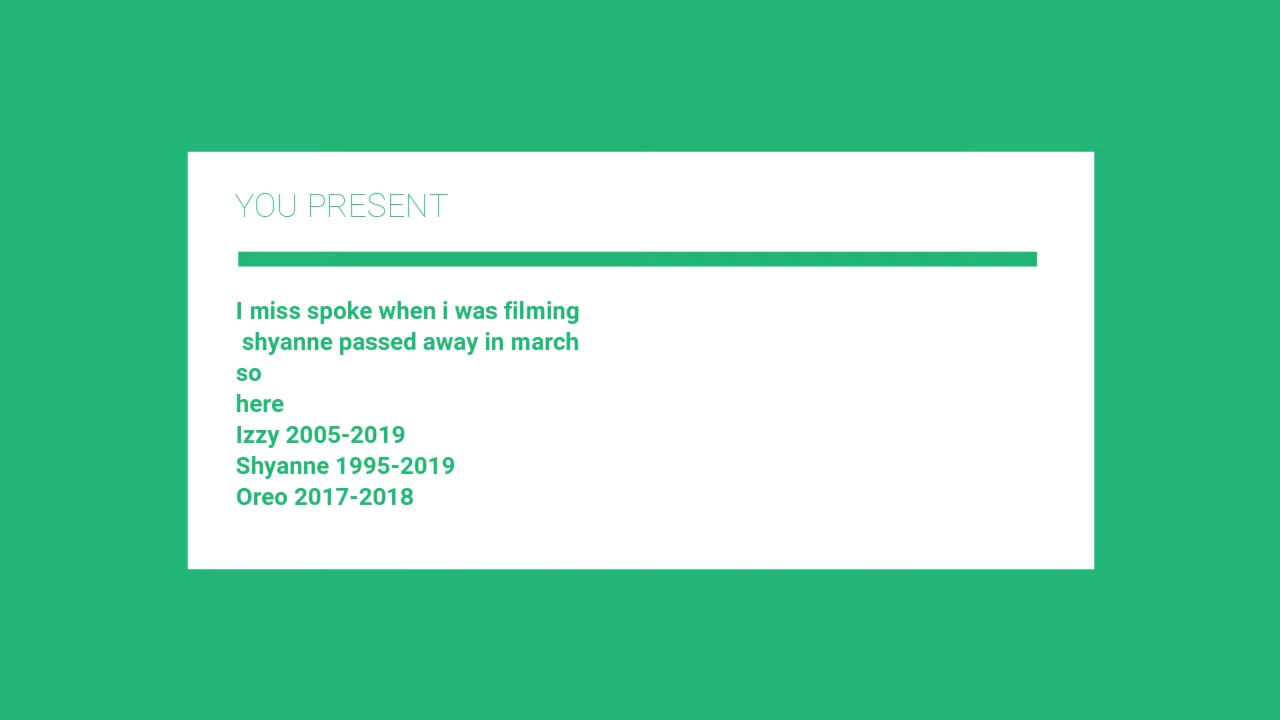 YOU PRESENT
I miss spoke when i was filming
shyanne passed away in march
so
here
Izzy 2005-2019
Shyanne 1995-2019
Oreo 2017-2018